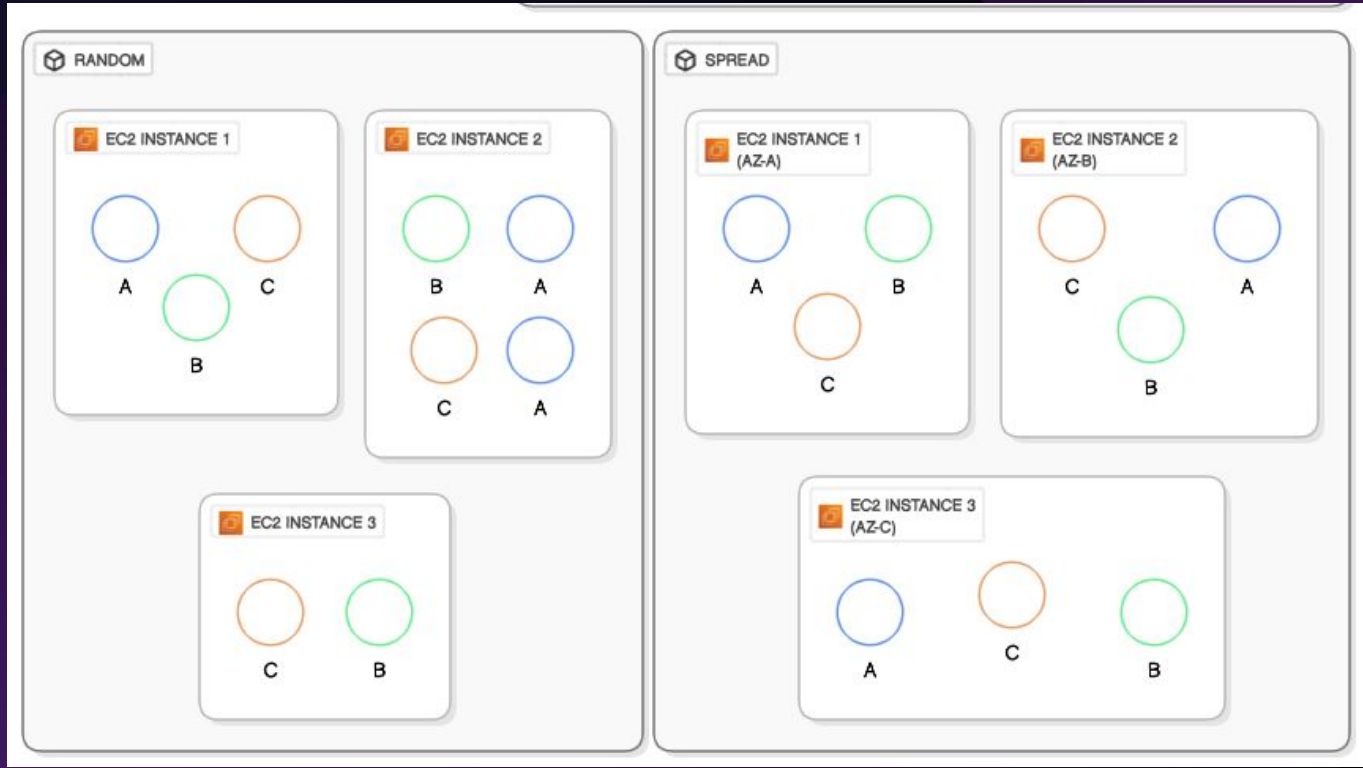 RANDOM
EC2 INSTANCE 1
A
C
B
EC2 INSTANCE 2
B
A
C
A
EC2 INSTANCE 3
C
B
SPREAD
EC2 INSTANCE 1
(AZ-A)
A
B
C
EC2 INSTANCE 2
(AZ-B)
C
A
B
EC2 INSTANCE 3
(AZ-C)
A
C
B